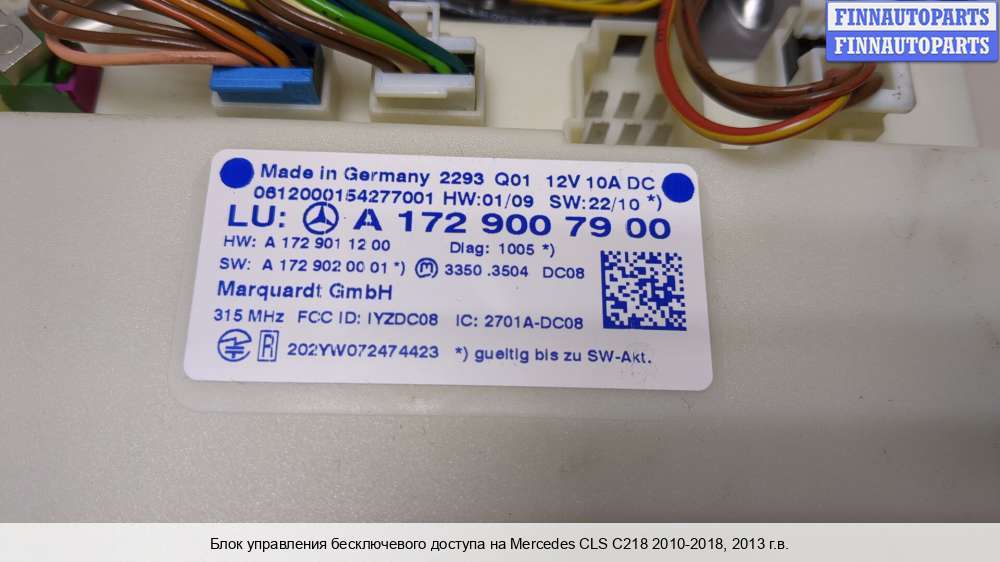 FINNAUTOPARTS
FINNAUTOPARTS
Made in Germany 2293 Q01 12V 10A DC
0612000154277001 HW:01/09 SW:22/10 *)
LU: A 172 900 79 00
HW: A 172 901 12 00 Diag: 1005 *)
SW: A 172 902 00 01 *) m 3350.3504 DC08
Marquardt GmbH
315 MHz FCC ID: IYZDC08 IC: 2701A-DC08
R 202YW072474423 *) gueltig bis zu SW-Akt.
Блок управления бесключевого доступа на Mercedes CLS C218 2010-2018, 2013 г.в.